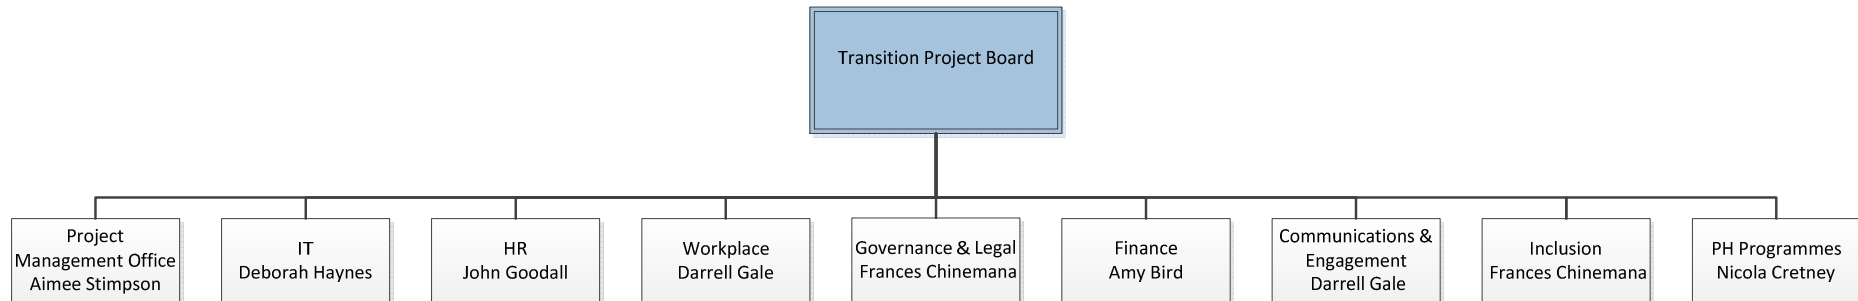 Transition Project Board
Project
Management Office
Aimee Stimpson
IT
Deborah Haynes
HR
John Goodall
Workplace
Darrell Gale
Governance & Legal
Frances Chinemana
Finance
Amy Bird
Communications &
Engagement
Darrell Gale
Inclusion
Frances Chinemana
PH Programmes
Nicola Cretney